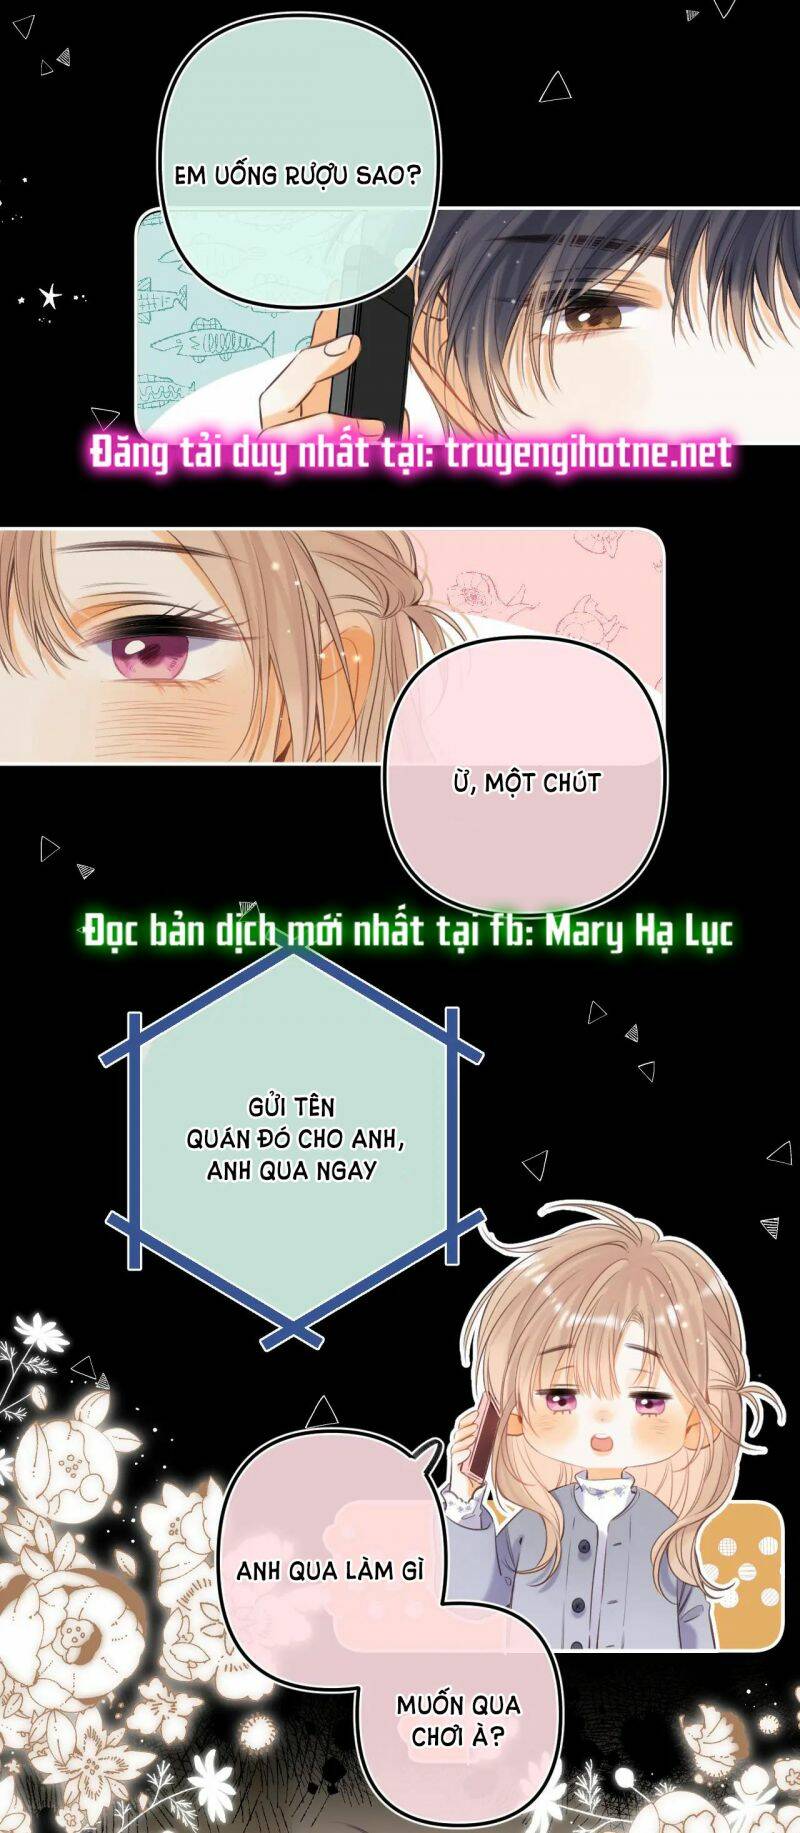 EM UỐNG RƯỢU SAO?
Đăng tải duy nhất tại: truyengihotne.net
Ừ, MỘT CHÚT
Đọc bản dịch mới nhất tại fb: Mary Hạ Lục
GỬI TÊN
QUÁN ĐÓ CHO ANH,
ANH QUA NGAY
ANH QUA LÀM GÌ
MUỐN QUA
CHƠI À?